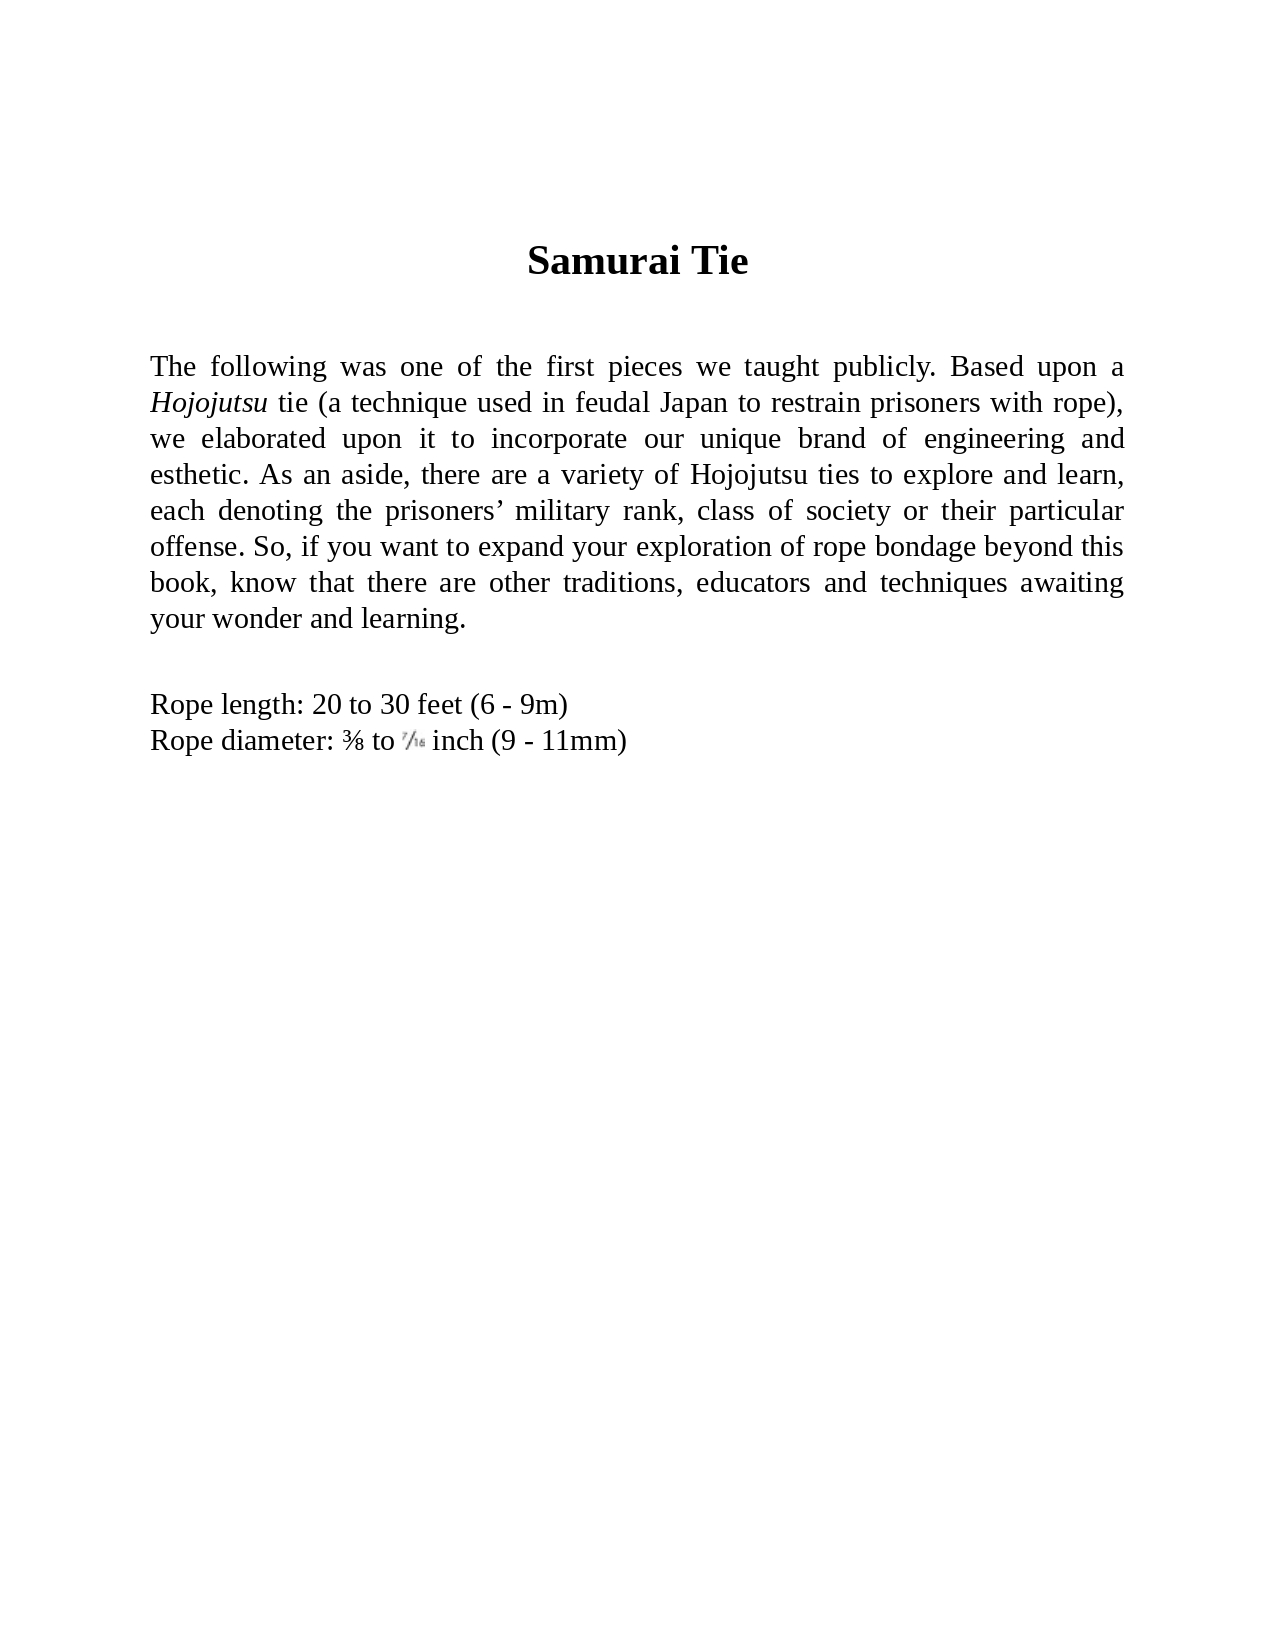 Samurai Tie
The following was one of the first pieces we taught publicly. Based upon a
Hojojutsu tie (a technique used in feudal Japan to restrain prisoners with rope),
we elaborated upon it to incorporate our unique brand of engineering and
esthetic. As an aside, there are a variety of Hojojutsu ties to explore and learn,
each denoting the prisoners’ military rank, class of society or their particular
offense. So, if you want to expand your exploration of rope bondage beyond this
book, know that there are other traditions, educators and techniques awaiting
your wonder and learning.
Rope length: 20 to 30 feet (6 - 9m)
Rope diameter: ⅜ to 7/16 inch (9 - 11mm)